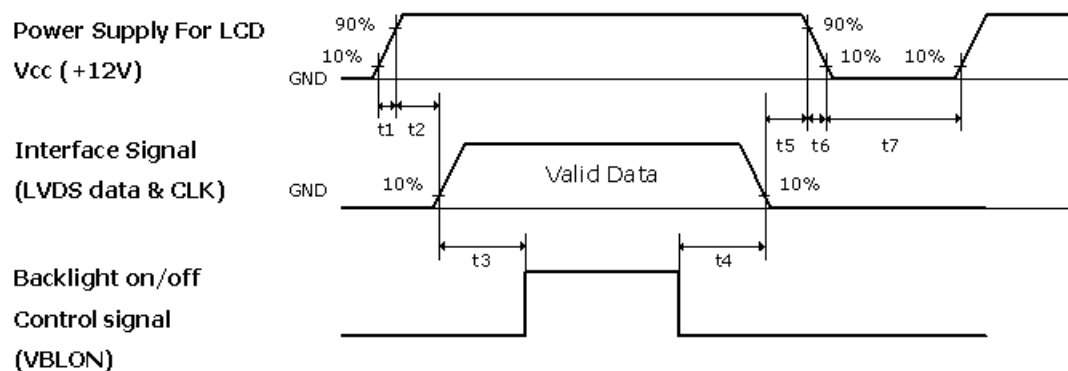 Power Supply For LCD
Vcc ( +12V)
90%
90%
10%
10%
10%
GND
t1
t2
t5
t6
t7
Interface Signal
(LVDS data & CLK)
Valid Data
10%
10%
GND
t3
t4
Backlight on/off
Control signal
(VBLON)